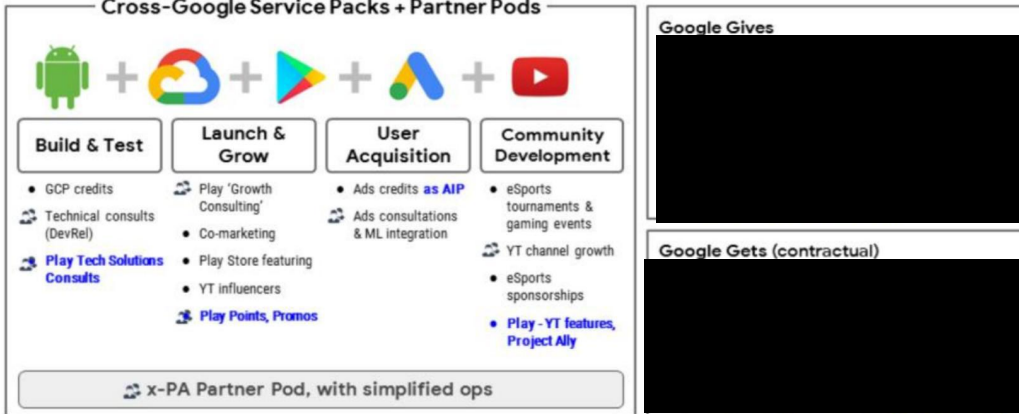 Cross-Google Service Packs + Partner Pods
Build & Test
GCP credits
Technical consults
(DevRel)
Play Tech Solutions
Consults
Launch &
Grow
Play 'Growth
Consulting'
Co-marketing
Play Store featuring
YT influencers
Play Points, Promos
User
Acquisition
Ads credits as AIP
Ads consultations
& ML integration
Community
Development
eSports
tournaments &
gaming events
YT channel growth
eSports
sponsorships
Play - YT features,
Project Ally
x-PA Partner Pod, with simplified ops
Google Gives
Google Gets (contractual)